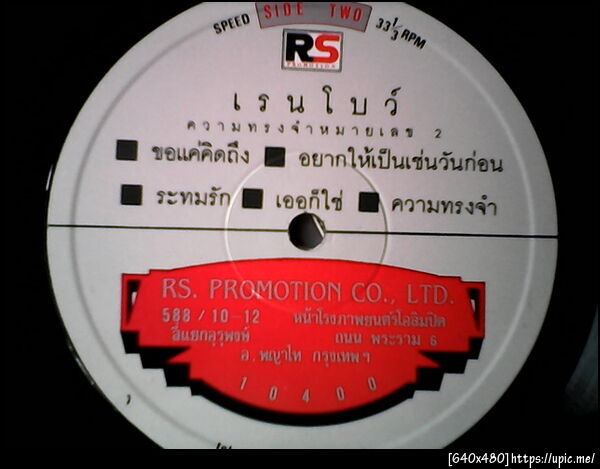 SPEED SIDE TWO 33 1/3 RPM
RS
PROMOTION
เรนโบว์
ความทรงจำหมายเลข 2
ขอแค่คิดถึง อยากให้เป็นเช่นวันก่อน
ระทมรัก เออก็ใช่ ความทรงจำ
RS. PROMOTION CO., LTD.
588 / 10-12 หน้าโรงภาพยนตร์โอลิมปิค
สี่แยกอุรุพงษ์ ถนน พระราม 6
อ. พญาไท กรุงเทพฯ
10400
[640x480]https://upic.me/